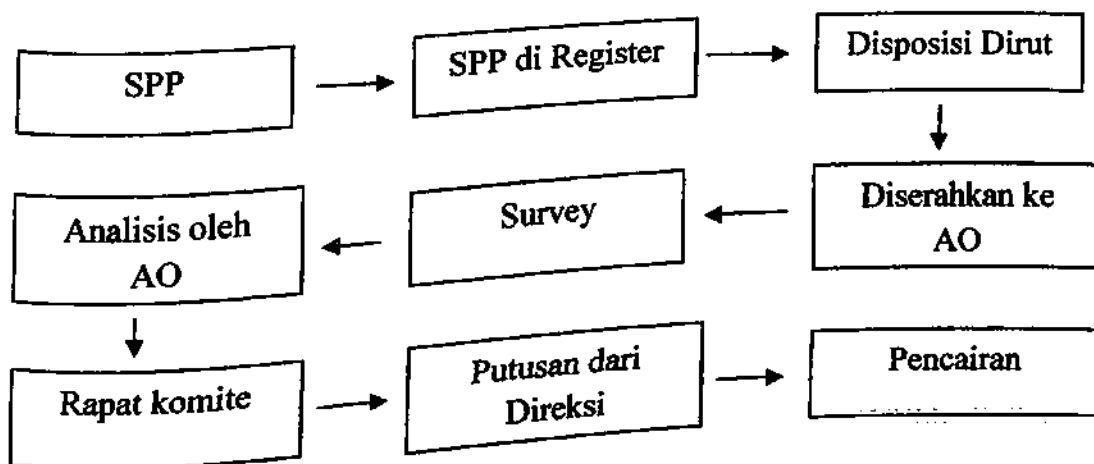 SPP
SPP di Register
Disposisi Dirut
Diserahkan ke
AO
Survey
Analisis oleh
AO
Rapat komite
Putusan dari
Direksi
Pencairan